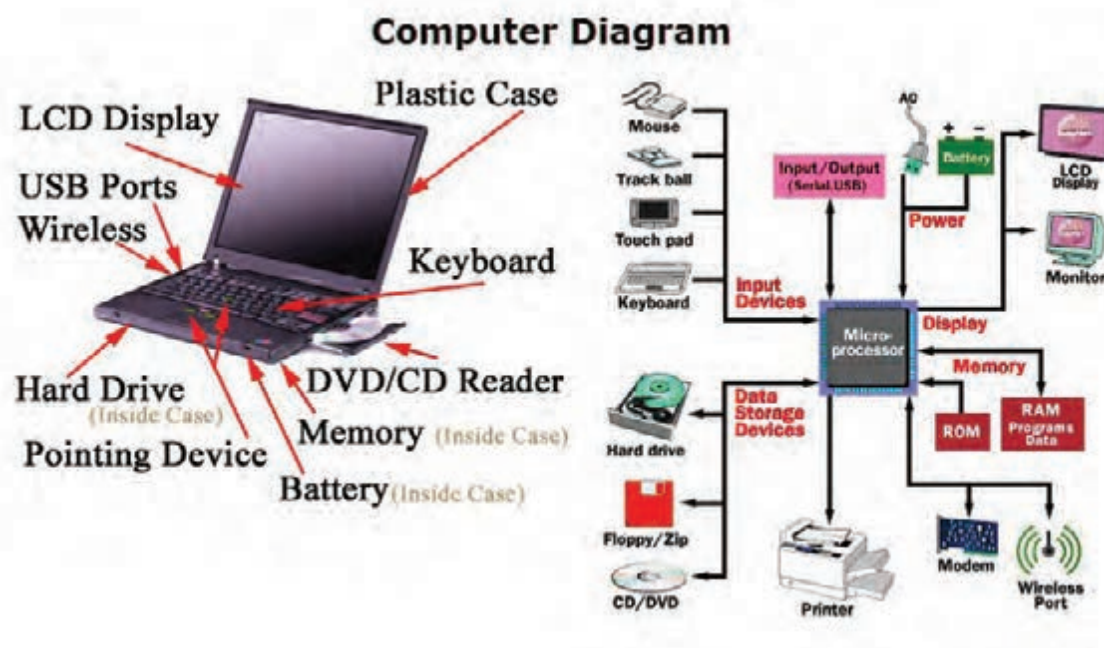 Computer Diagram
LCD Display
Plastic Case
USB Ports
Wireless
Keyboard
Hard Drive
(Inside Case)
DVD/CD Reader
Pointing Device
Memory (Inside Case)
Battery (Inside Case)
Mouse
Track ball
Touch pad
Keyboard
Input
Devices
Input/Output
(Serial,USB)
+ -
Battery
Power
LCD
Display
Monitor
Micro-
processor
Display
Memory
ROM
RAM
Programs
Data
Data
Storage
Devices
Hard drive
Floppy/Zip
CD/DVD
Printer
Modem
Wireless
Port